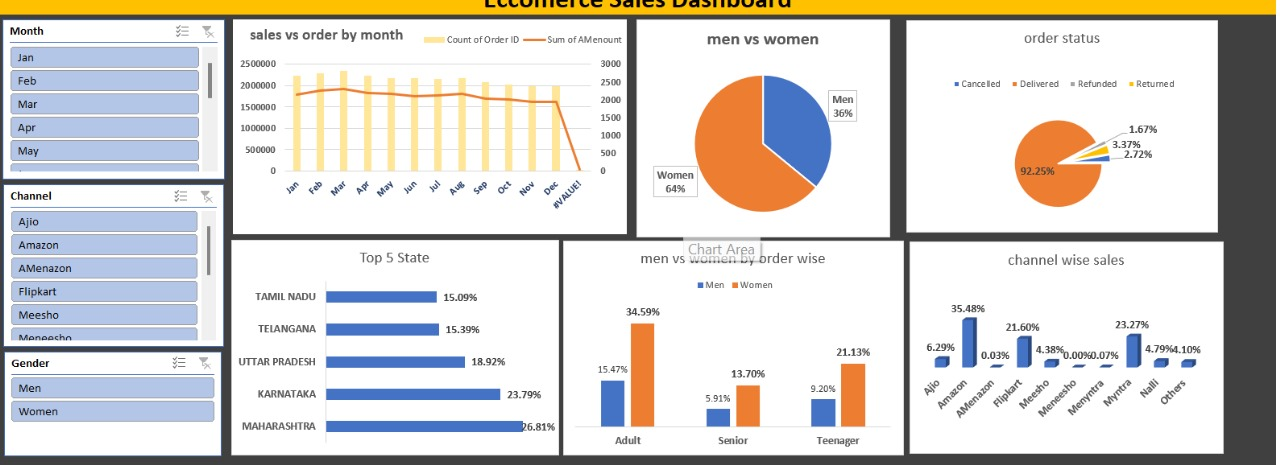 Eccomerce Sales Dashboard
Month
Jan
Feb
Mar
Apr
May
Channel
Ajio
Amazon
AMenazon
Flipkart
Meesho
Meneesho
Gender
Men
Women
sales vs order by month
Count of Order ID
Sum of AMenount
2500000
2000000
1500000
1000000
500000
0
3000
2500
2000
1500
1000
500
0
Jan
Feb
Mar
Apr
May
Jun
Jul
Aug
Sep
Oct
Nov
Dec
#VALUE!
men vs women
Men
36%
Women
64%
order status
Cancelled
Delivered
Refunded
Returned
1.67%
3.37%
2.72%
92.25%
Top 5 State
TAMIL NADU
15.09%
TELANGANA
15.39%
UTTAR PRADESH
18.92%
KARNATAKA
23.79%
MAHARASHTRA
26.81%
Chart Area
men vs women by order wise
Men
Women
15.47%
34.59%
5.91%
13.70%
9.20%
21.13%
Adult
Senior
Teenager
channel wise sales
6.29%
35.48%
0.03%
21.60%
4.38%
0.00%
0.07%
23.27%
4.79%
4.10%
Ajio
Amazon
AMenazon
Flipkart
Meesho
Meneesho
Menyntra
Myntra
Nalli
Others